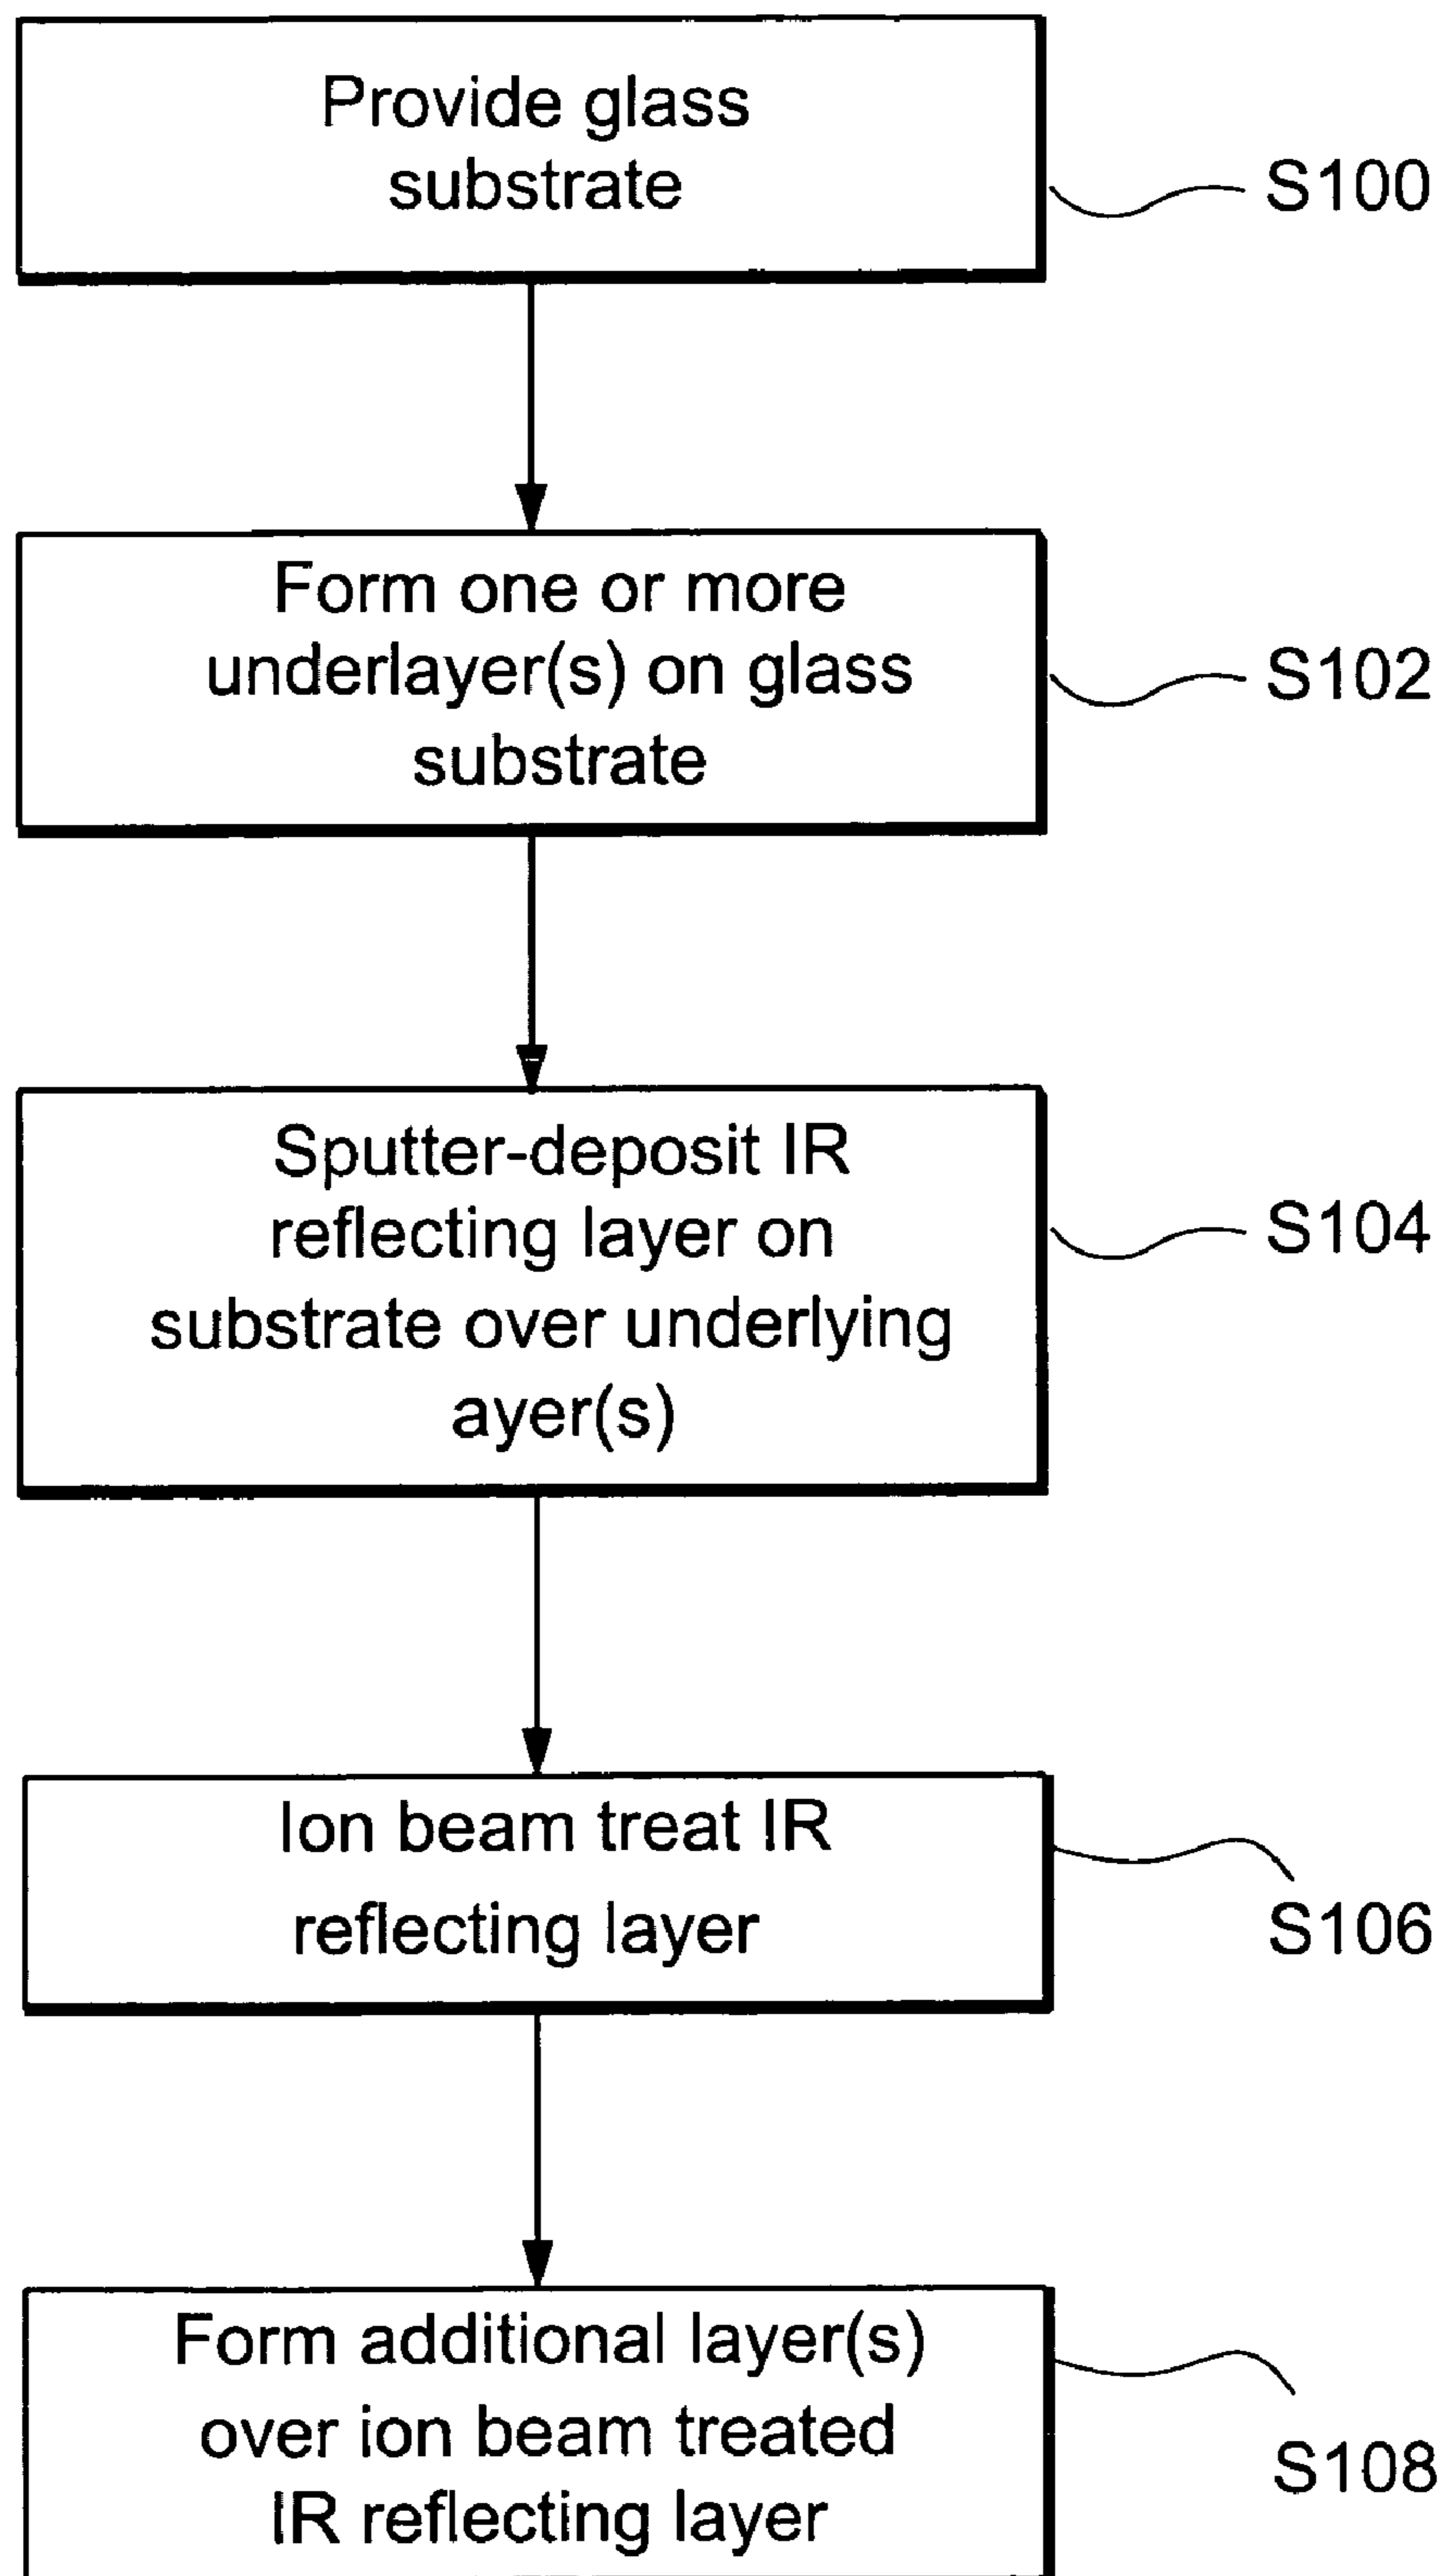 Provide glass
substrate
S100
Form one or more
underlayer(s) on glass
substrate
S102
Sputter-deposit IR
reflecting layer on
substrate over underlying
ayer(s)
S104
Ion beam treat IR
reflecting layer
S106
Form additional layer(s)
over ion beam treated
IR reflecting layer
S108